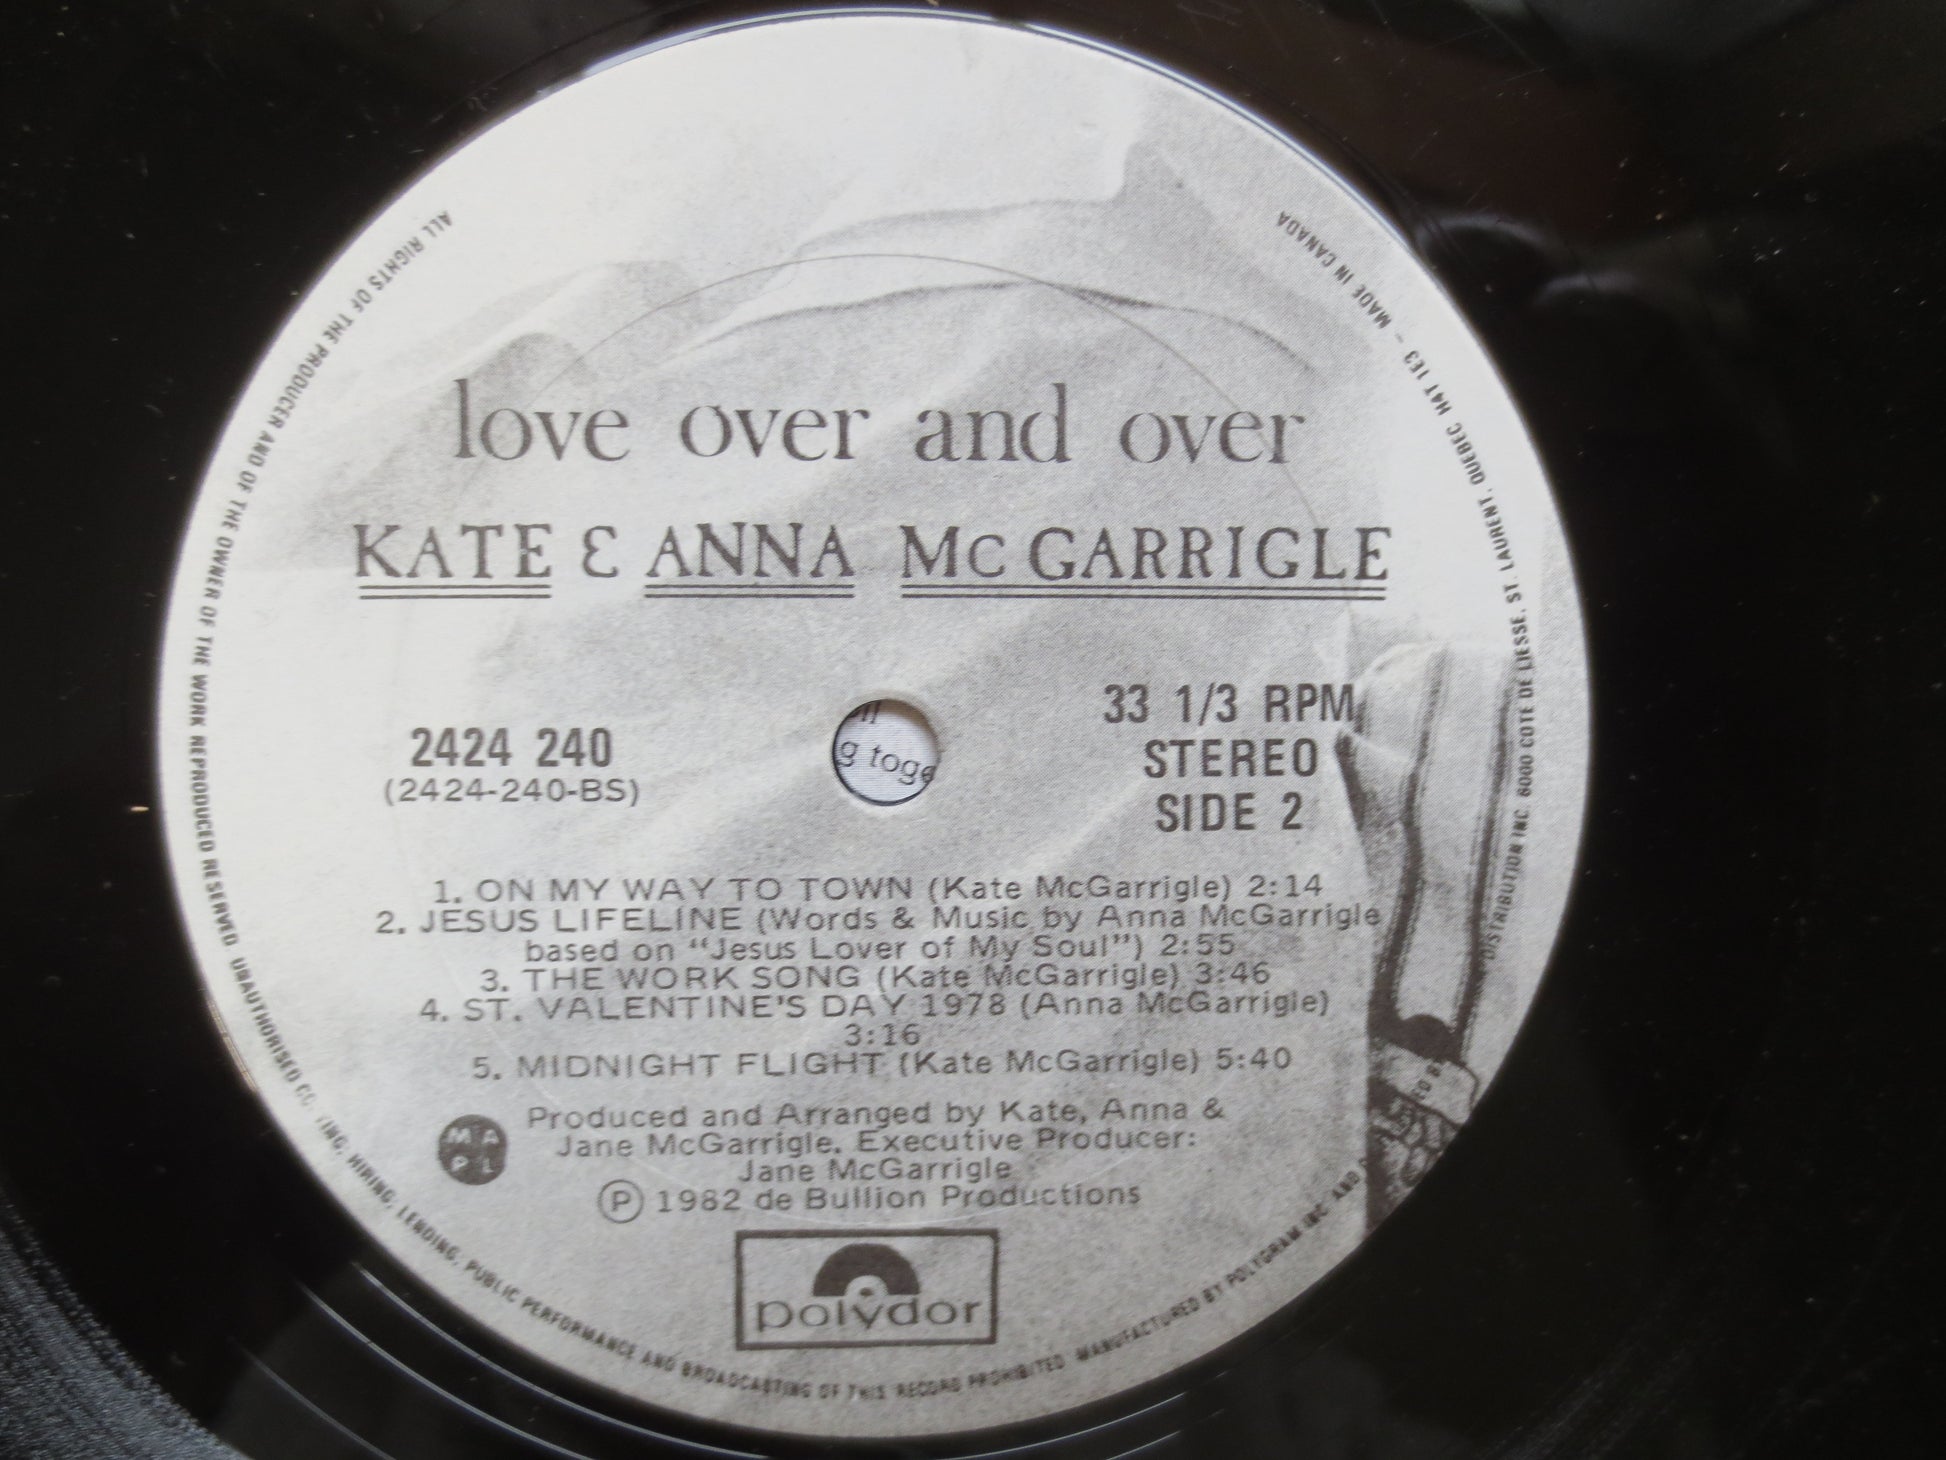 love over and over
KATE & ANNA McGARRIGLE
2424 240
(2424-240-BS)
33 1/3 RPM
STEREO
SIDE 2
g toge
1. ON MY WAY TO TOWN (Kate McGarrigle) 2:14
2. JESUS LIFELINE (Words & Music by Anna McGarrigle
based on "Jesus Lover of My Soul") 2:55
3. THE WORK SONG (Kate McGarrigle) 3:46
4. ST. VALENTINE'S DAY 1978 (Anna McGarrigle)
3:16
5. MIDNIGHT FLIGHT (Kate McGarrigle) 5:40
MAPL
Produced and Arranged by Kate, Anna &
Jane McGarrigle. Executive Producer:
Jane McGarrigle
Ⓟ 1982 de Bullion Productions
polydor
ALL RIGHTS OF THE PRODUCER AND OF THE OWNER OF THE WORK REPRODUCED RESERVED UNAUTHORISED HIRING, LENDING, PUBLIC PERFORMANCE AND BROADCASTING OF THIS RECORD PROHIBITED MANUFACTURED BY POLYGRAM INC. AND DISTRIBUTION INC. 6000 COTE DE LIESSE, ST LAURENT, QUEBEC H4T 1E3 – MADE IN CANADA